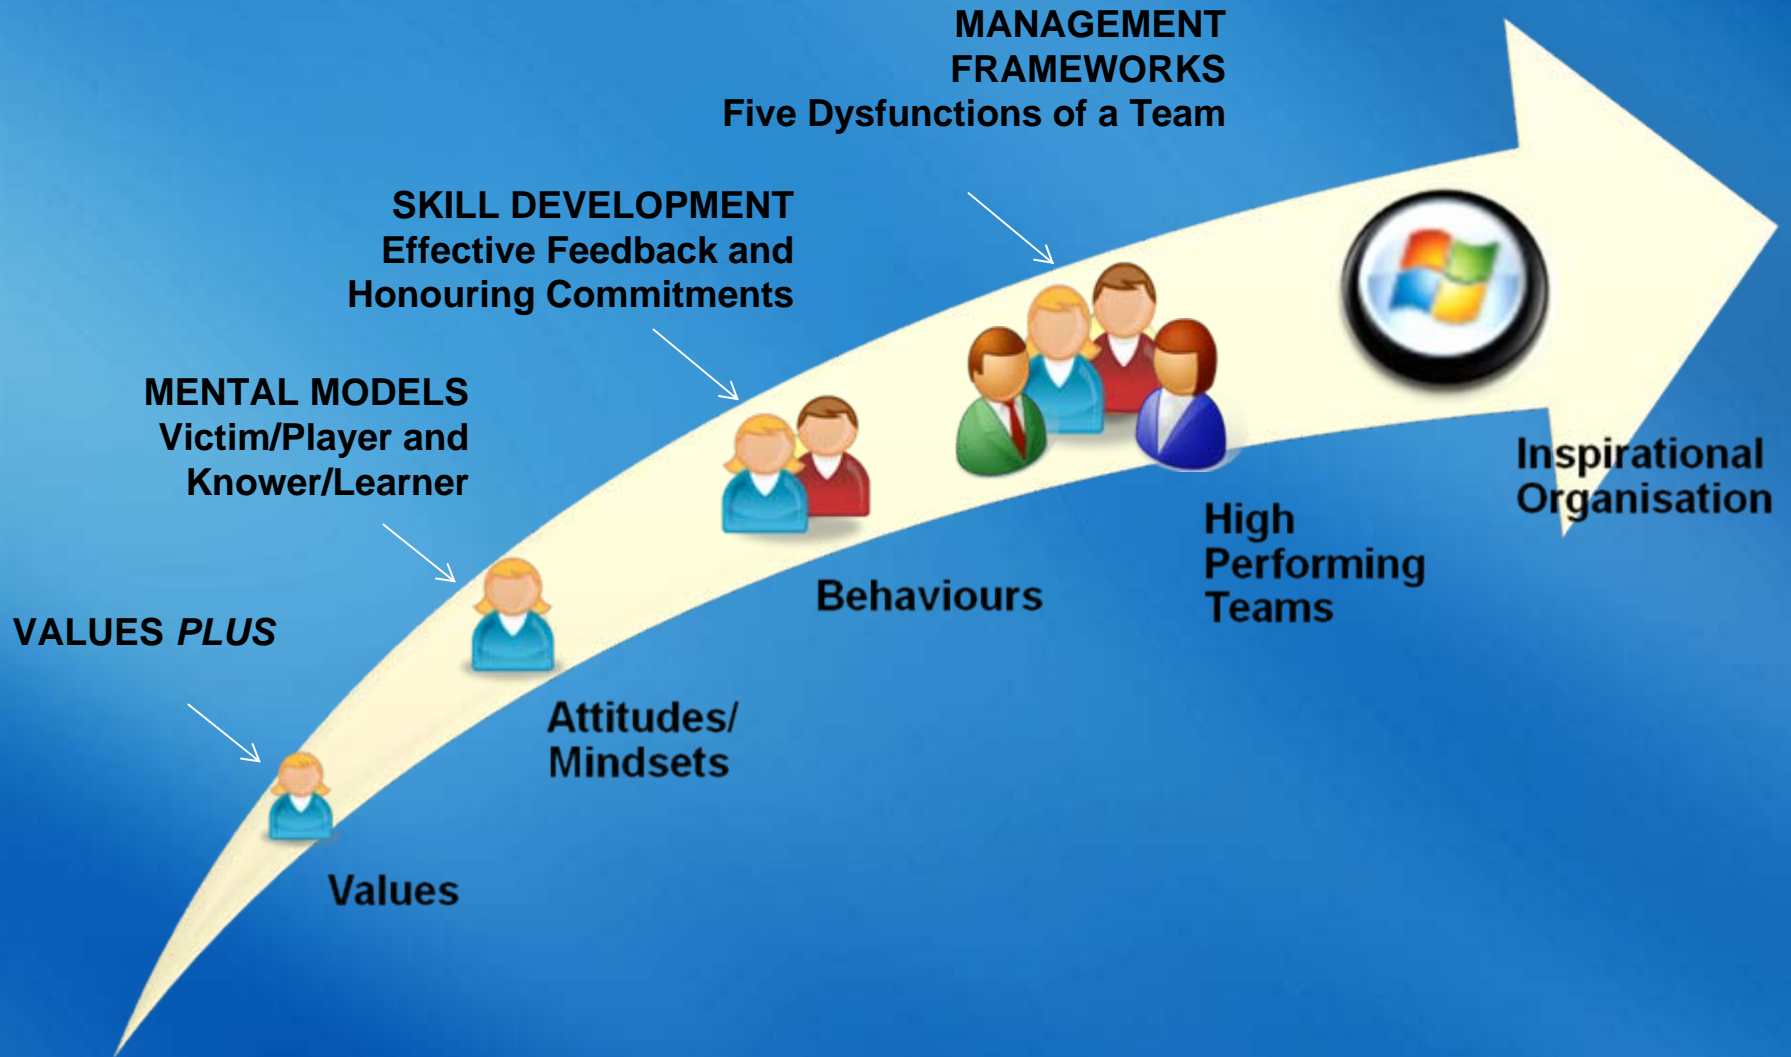 MANAGEMENT
FRAMEWORKS
Five Dysfunctions of a Team
SKILL DEVELOPMENT
Effective Feedback and
Honouring Commitments
MENTAL MODELS
Victim/Player and
Knower/Learner
VALUES PLUS
Values
Attitudes/
Mindsets
Behaviours
High
Performing
Teams
Inspirational
Organisation